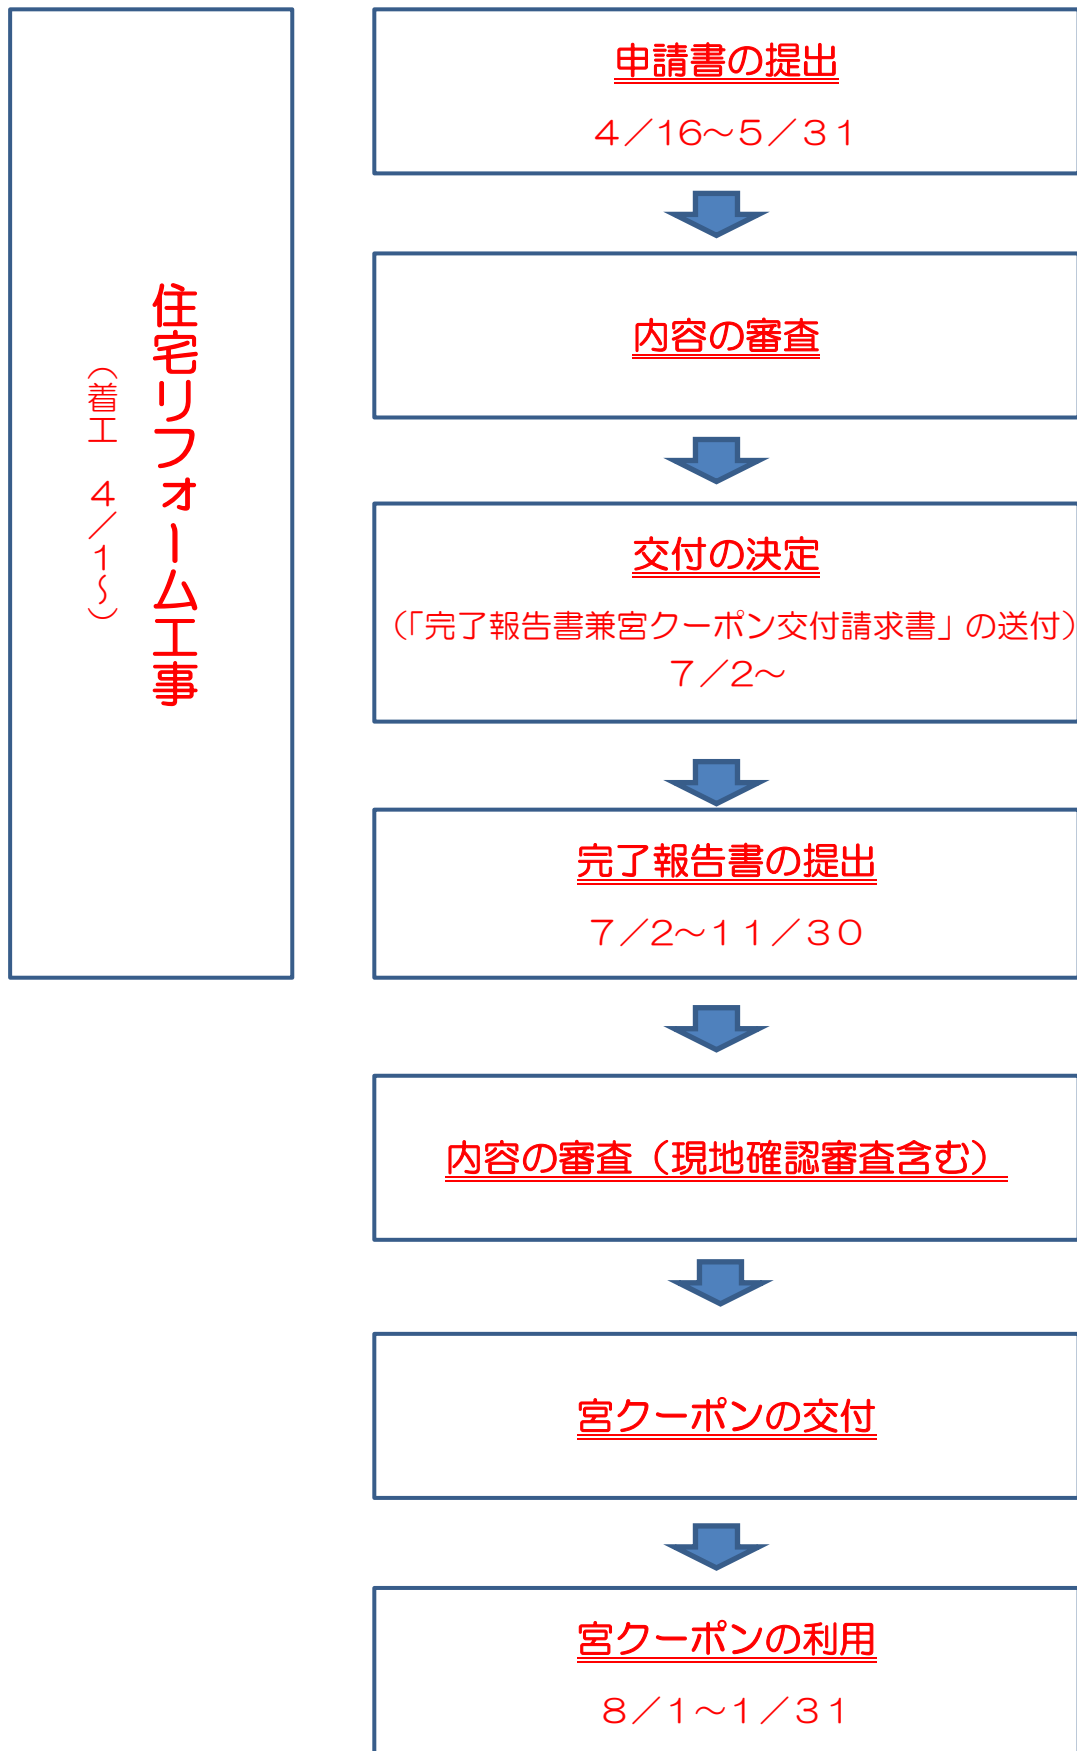 住宅リフォーム工事
（着工　４／１～）
申請書の提出
４／16～５／３１
内容の審査
交付の決定
（「完了報告書兼宮クーポン交付請求書」の送付）
７／２～
完了報告書の提出
７／２～１１／３０
内容の審査（現地確認審査含む）
宮クーポンの交付
宮クーポンの利用
８／１～１／３１